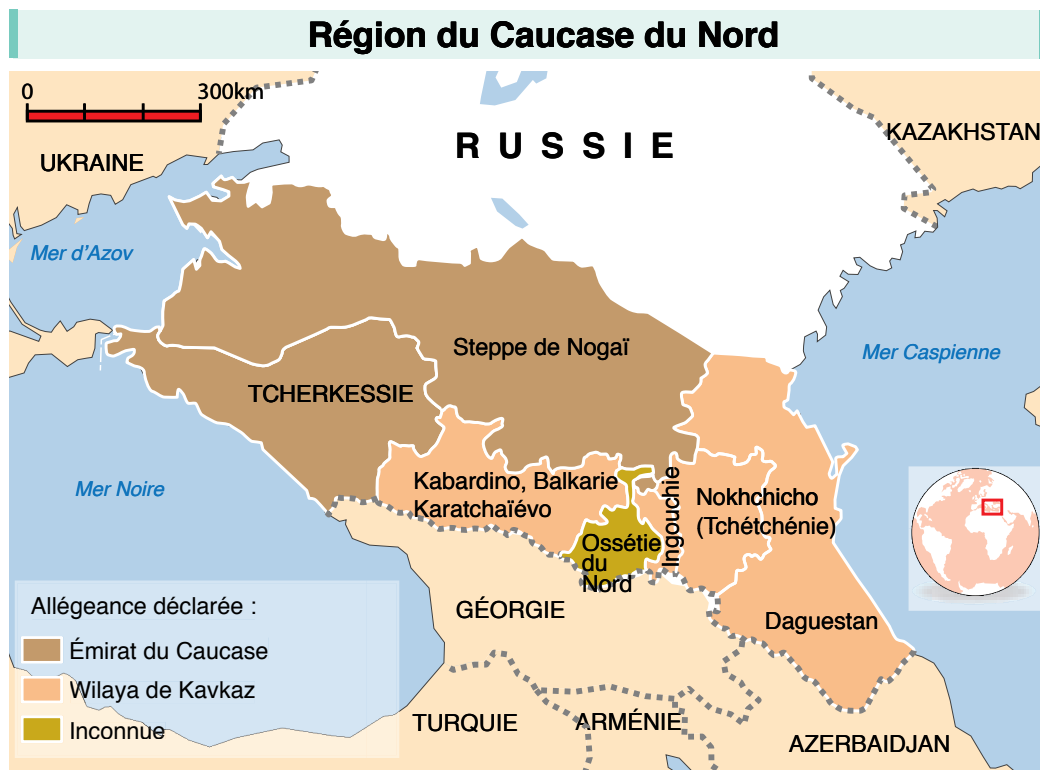 Région du Caucase du Nord
0 300km
UKRAINE
RUSSIE
KAZAKHSTAN
Mer d'Azov
Steppe de Nogaï
Mer Caspienne
TCHERKESSIE
Mer Noire
Kabardino, Balkarie
Karatchaïévo
Ingouchie
Nokhchicho
(Tchétchénie)
Ossétie
du
Nord
GÉORGIE
Daguestan
Allégeance déclarée :
Émirat du Caucase
Wilaya de Kavkaz
Inconnue
TURQUIE
ARMÉNIE
AZERBAIDJAN